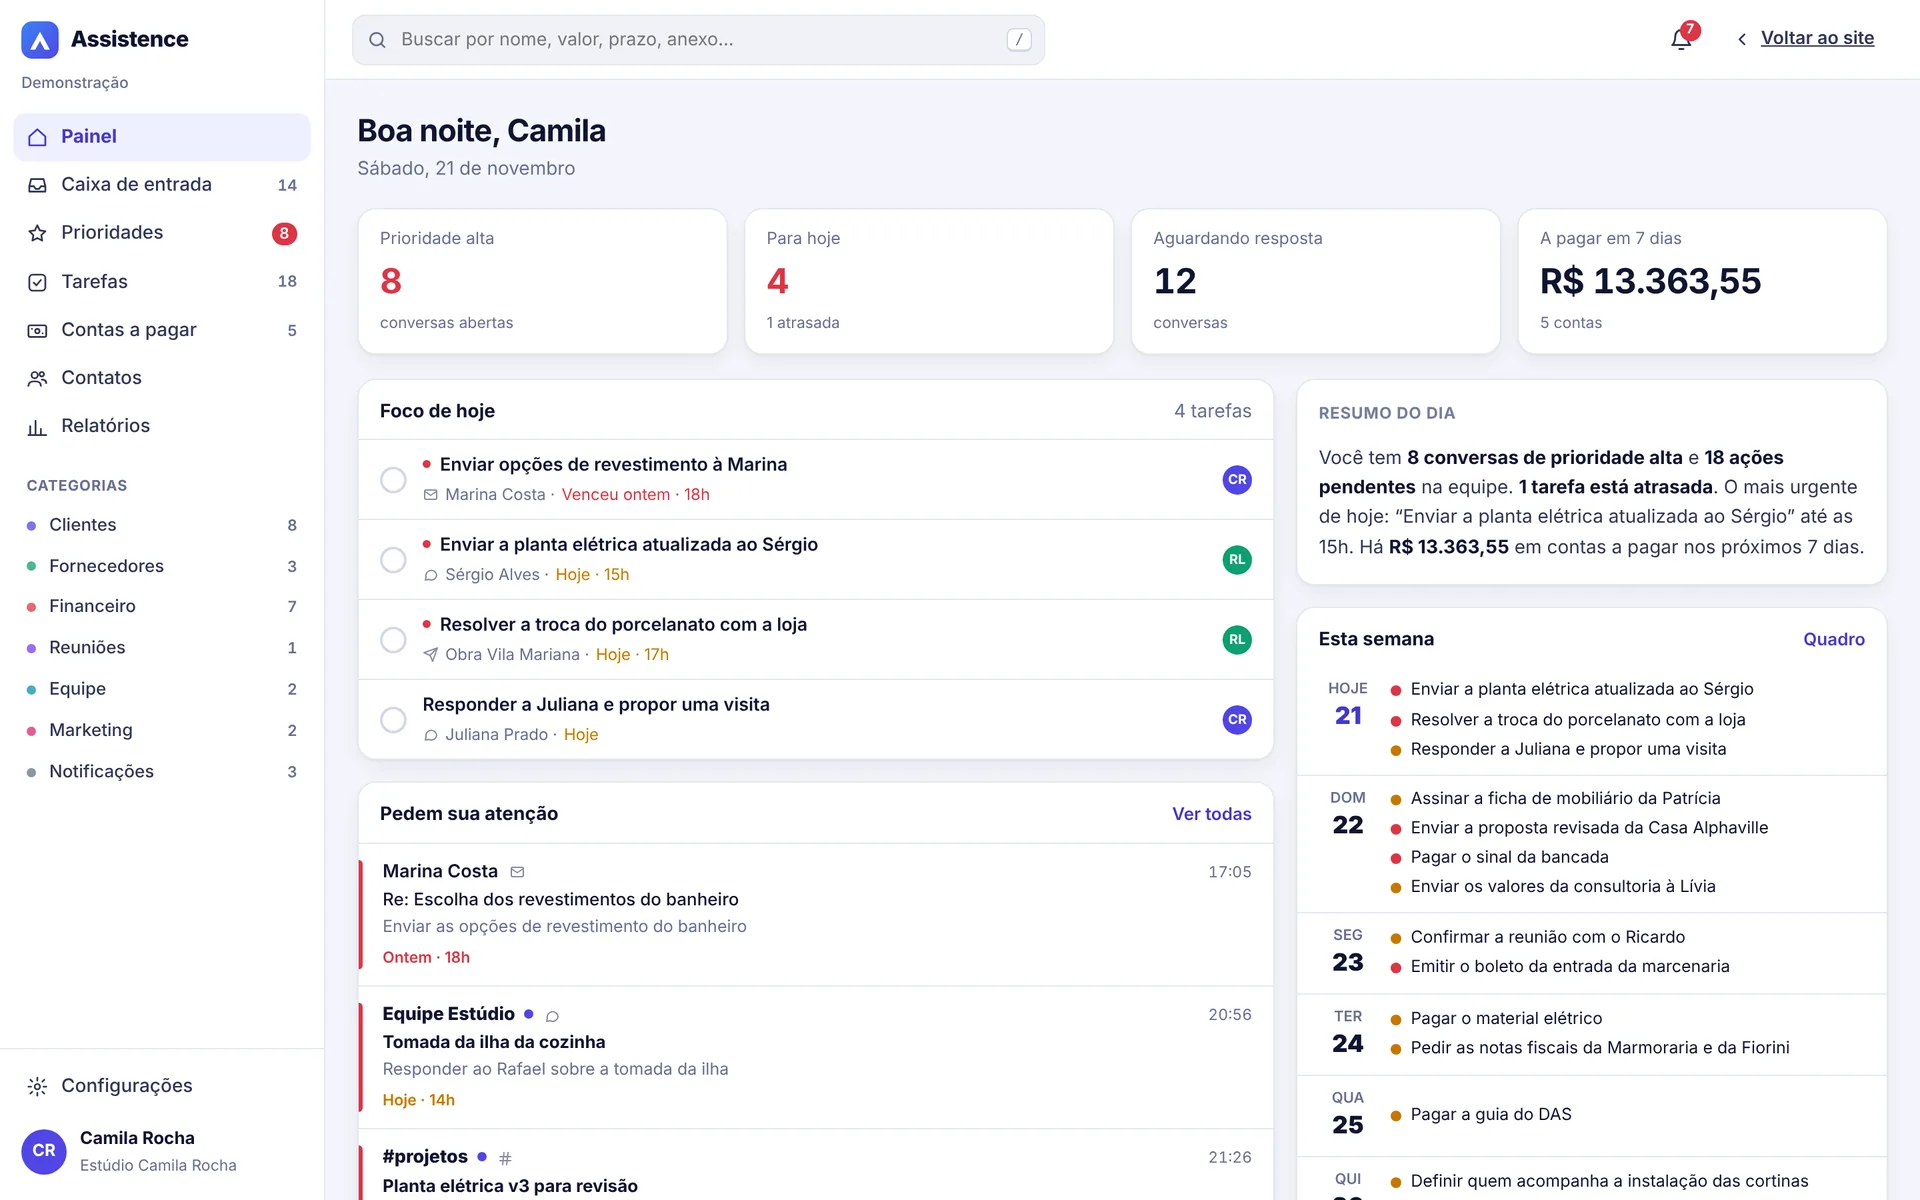 Assistence
Demonstração
Painel
Caixa de entrada 14
Prioridades 8
Tarefas 18
Contas a pagar 5
Contatos
Relatórios
CATEGORIAS
Clientes 8
Fornecedores 3
Financeiro 7
Reuniões 1
Equipe 2
Marketing 2
Notificações 3
Configurações
CR
Camila Rocha
Estúdio Camila Rocha
Buscar por nome, valor, prazo, anexo... /
7
Voltar ao site
Boa noite, Camila
Sábado, 21 de novembro
Prioridade alta
8
conversas abertas
Para hoje
4
1 atrasada
Aguardando resposta
12
conversas
A pagar em 7 dias
R$ 13.363,55
5 contas
Foco de hoje 4 tarefas
Enviar opções de revestimento à Marina
Marina Costa · Venceu ontem · 18h
CR
Enviar a planta elétrica atualizada ao Sérgio
Sérgio Alves · Hoje · 15h
RL
Resolver a troca do porcelanato com a loja
Obra Vila Mariana · Hoje · 17h
RL
Responder a Juliana e propor uma visita
Juliana Prado · Hoje
CR
Pedem sua atenção Ver todas
Marina Costa 17:05
Re: Escolha dos revestimentos do banheiro
Enviar as opções de revestimento do banheiro
Ontem · 18h
Equipe Estúdio 20:56
Tomada da ilha da cozinha
Responder ao Rafael sobre a tomada da ilha
Hoje · 14h
#projetos # 21:26
Planta elétrica v3 para revisão
RESUMO DO DIA
Você tem 8 conversas de prioridade alta e 18 ações
pendentes na equipe. 1 tarefa está atrasada. O mais urgente
de hoje: “Enviar a planta elétrica atualizada ao Sérgio” até as
15h. Há R$ 13.363,55 em contas a pagar nos próximos 7 dias.
Esta semana Quadro
HOJE
21
Enviar a planta elétrica atualizada ao Sérgio
Resolver a troca do porcelanato com a loja
Responder a Juliana e propor uma visita
DOM
22
Assinar a ficha de mobiliário da Patrícia
Enviar a proposta revisada da Casa Alphaville
Pagar o sinal da bancada
Enviar os valores da consultoria à Lívia
SEG
23
Confirmar a reunião com o Ricardo
Emitir o boleto da entrada da marcenaria
TER
24
Pagar o material elétrico
Pedir as notas fiscais da Marmoraria e da Fiorini
QUA
25
Pagar a guia do DAS
QUI
Definir quem acompanha a instalação das cortinas